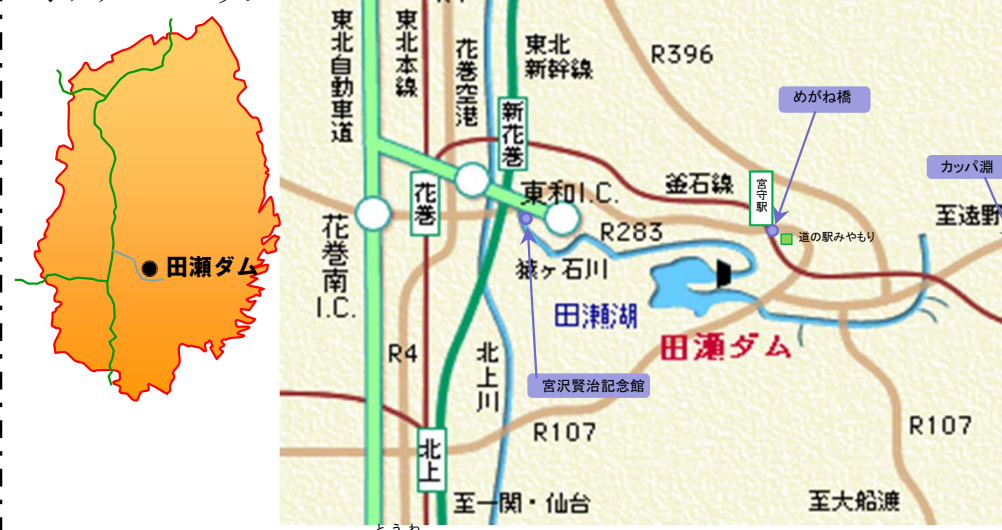 田瀬ダム
東北自動車道
東北本線
花巻空港
東北
新幹線
R396
めがね橋
カッパ淵
新花巻
釜石線
宮守駅
至遠野
東和I.C.
花巻
道の駅みやもり
R283
花巻南
I.C.
猿ヶ石川
田瀬湖
田瀬ダム
R4
北上川
宮沢賢治記念館
R107
R107
北上
至一関・仙台
至大船渡
とうわ